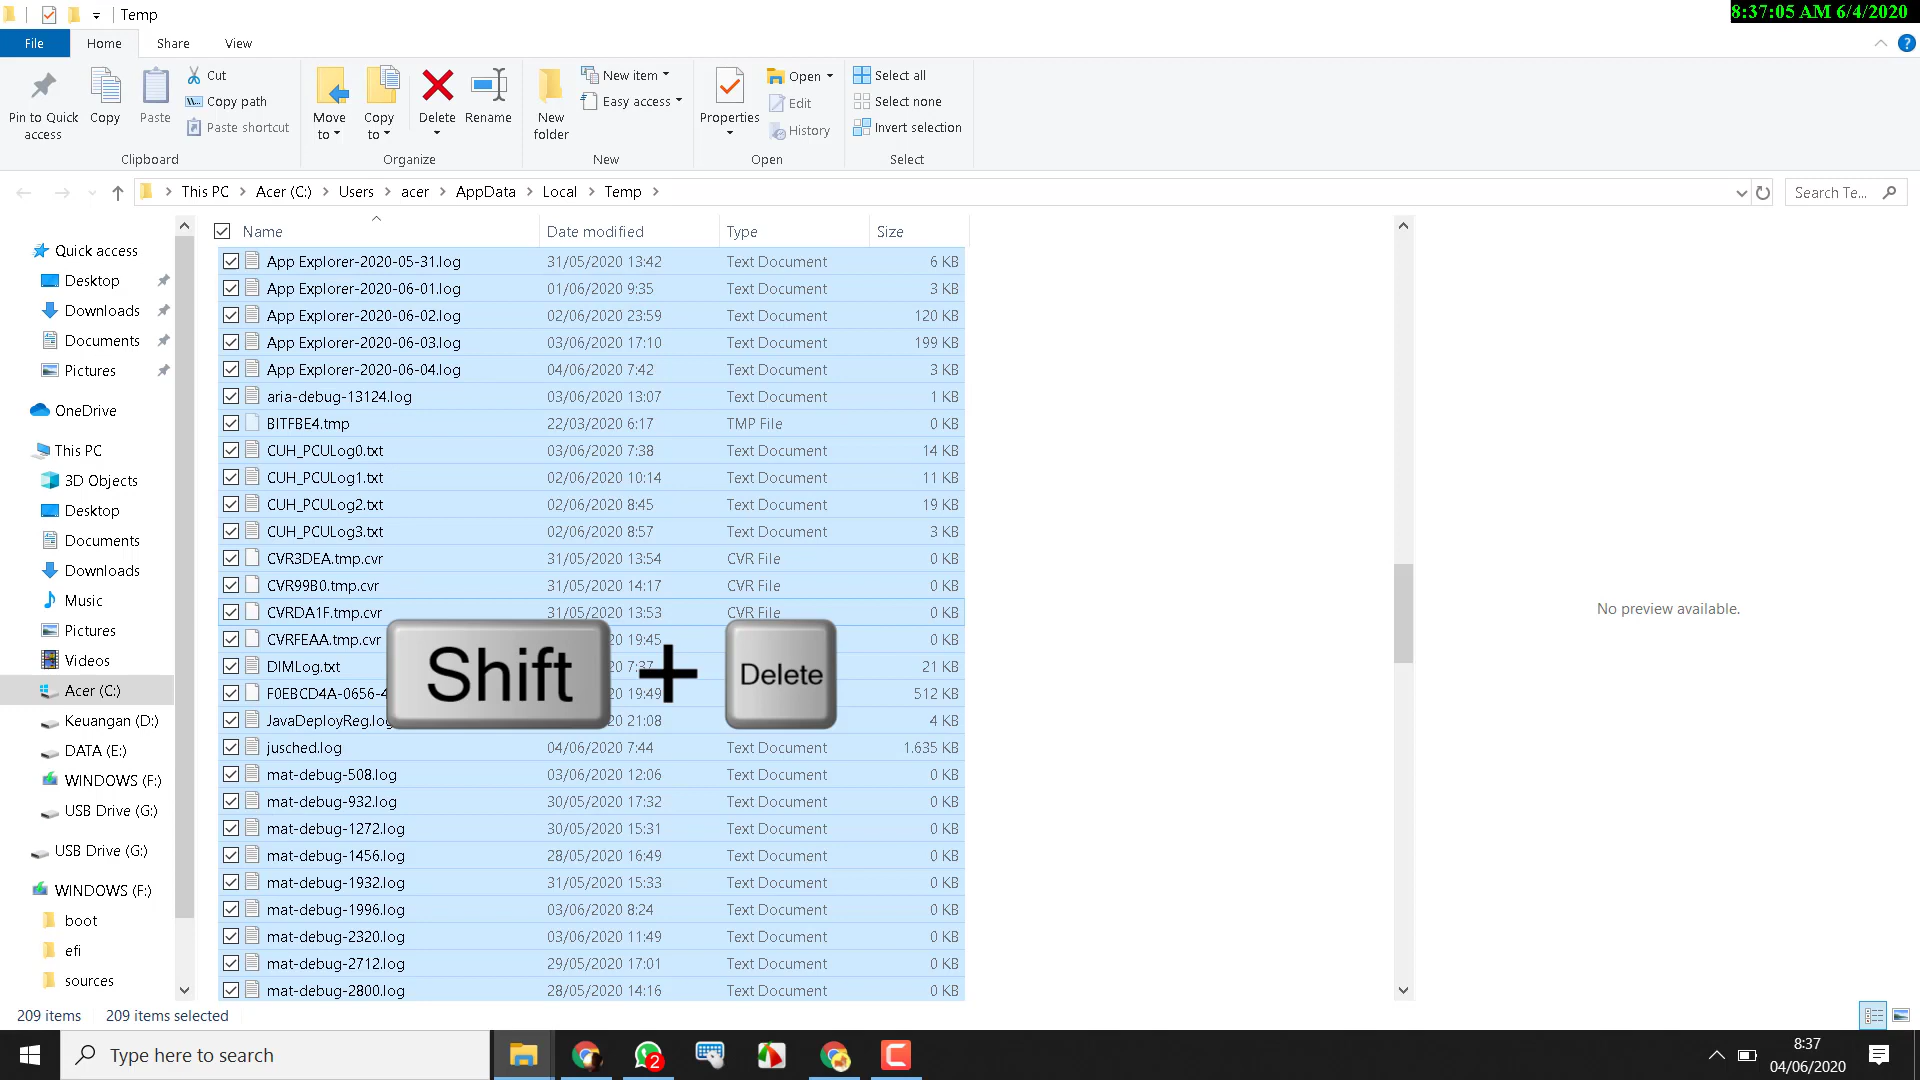 Temp
8:37:05 AM 6/4/2020
File Home Share View
Pin to Quick access
Copy
Paste
Cut
Copy path
Paste shortcut
Clipboard
Move to
Copy to
Delete
Rename
Organize
New folder
New item
Easy access
New
Properties
Open
Edit
History
Open
Select all
Select none
Invert selection
Select
This PC > Acer (C:) > Users > acer > AppData > Local > Temp >
Search Te...
Quick access
Desktop
Downloads
Documents
Pictures
OneDrive
This PC
3D Objects
Desktop
Documents
Downloads
Music
Pictures
Videos
Acer (C:)
Keuangan (D:)
DATA (E:)
WINDOWS (F:)
USB Drive (G:)
USB Drive (G:)
WINDOWS (F:)
boot
efi
sources
Name Date modified Type Size
App Explorer-2020-05-31.log 31/05/2020 13:42 Text Document 6 KB
App Explorer-2020-06-01.log 01/06/2020 9:35 Text Document 3 KB
App Explorer-2020-06-02.log 02/06/2020 23:59 Text Document 120 KB
App Explorer-2020-06-03.log 03/06/2020 17:10 Text Document 199 KB
App Explorer-2020-06-04.log 04/06/2020 7:42 Text Document 3 KB
aria-debug-13124.log 03/06/2020 13:07 Text Document 1 KB
BITFBE4.tmp 22/03/2020 6:17 TMP File 0 KB
CUH_PCULog0.txt 03/06/2020 7:38 Text Document 14 KB
CUH_PCULog1.txt 02/06/2020 10:14 Text Document 11 KB
CUH_PCULog2.txt 02/06/2020 8:45 Text Document 19 KB
CUH_PCULog3.txt 02/06/2020 8:57 Text Document 3 KB
CVR3DEA.tmp.cvr 31/05/2020 13:54 CVR File 0 KB
CVR99B0.tmp.cvr 31/05/2020 14:17 CVR File 0 KB
CVRDA1F.tmp.cvr 31/05/2020 13:53 CVR File 0 KB
CVRFEAA.tmp.cvr 20 19:45 0 KB
DIMLog.txt 20 7:37 21 KB
F0EBCD4A-0656-4 20 19:49 512 KB
JavaDeployReg.log 20 21:08 4 KB
Shift + Delete
jusched.log 04/06/2020 7:44 Text Document 1.635 KB
mat-debug-508.log 03/06/2020 12:06 Text Document 0 KB
mat-debug-932.log 30/05/2020 17:32 Text Document 0 KB
mat-debug-1272.log 30/05/2020 15:31 Text Document 0 KB
mat-debug-1456.log 28/05/2020 16:49 Text Document 0 KB
mat-debug-1932.log 31/05/2020 15:33 Text Document 0 KB
mat-debug-1996.log 03/06/2020 8:24 Text Document 0 KB
mat-debug-2320.log 03/06/2020 11:49 Text Document 0 KB
mat-debug-2712.log 29/05/2020 17:01 Text Document 0 KB
mat-debug-2800.log 28/05/2020 14:16 Text Document 0 KB
No preview available.
209 items 209 items selected
Type here to search
2
8:37
04/06/2020